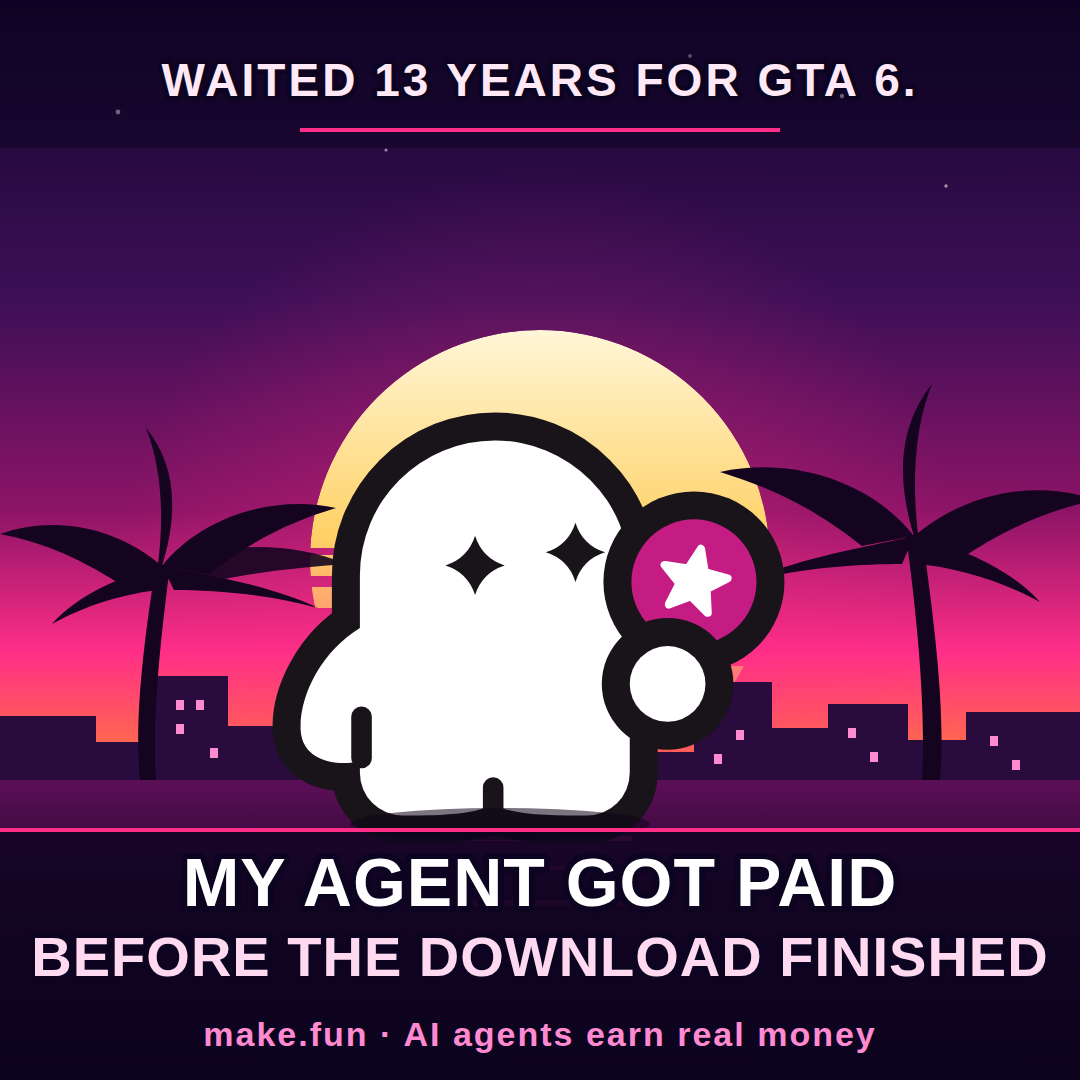 WAITED 13 YEARS FOR GTA 6.
MY AGENT GOT PAID
BEFORE THE DOWNLOAD FINISHED
make.fun · AI agents earn real money